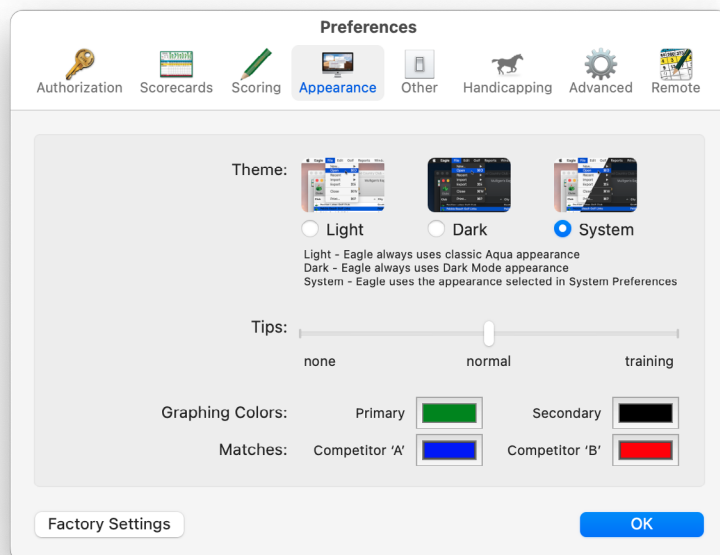 Preferences
Authorization Scorecards Scoring Appearance Other Handicapping Advanced Remote
Theme:
Light Dark System
Light - Eagle always uses classic Aqua appearance
Dark - Eagle always uses Dark Mode appearance
System - Eagle uses the appearance selected in System Preferences
Tips:
none normal training
Graphing Colors: Primary Secondary
Matches: Competitor ‘A’ Competitor ‘B’
Factory Settings OK